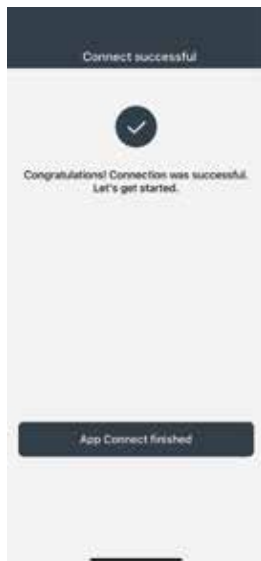 Connect successful
Congratulations! Connection was successful.
Let's get started.
App Connect finished